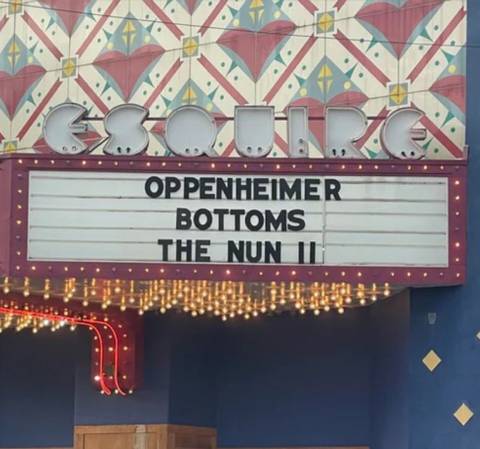 ESQUIRE
OPPENHEIMER
BOTTOMS
THE NUN II